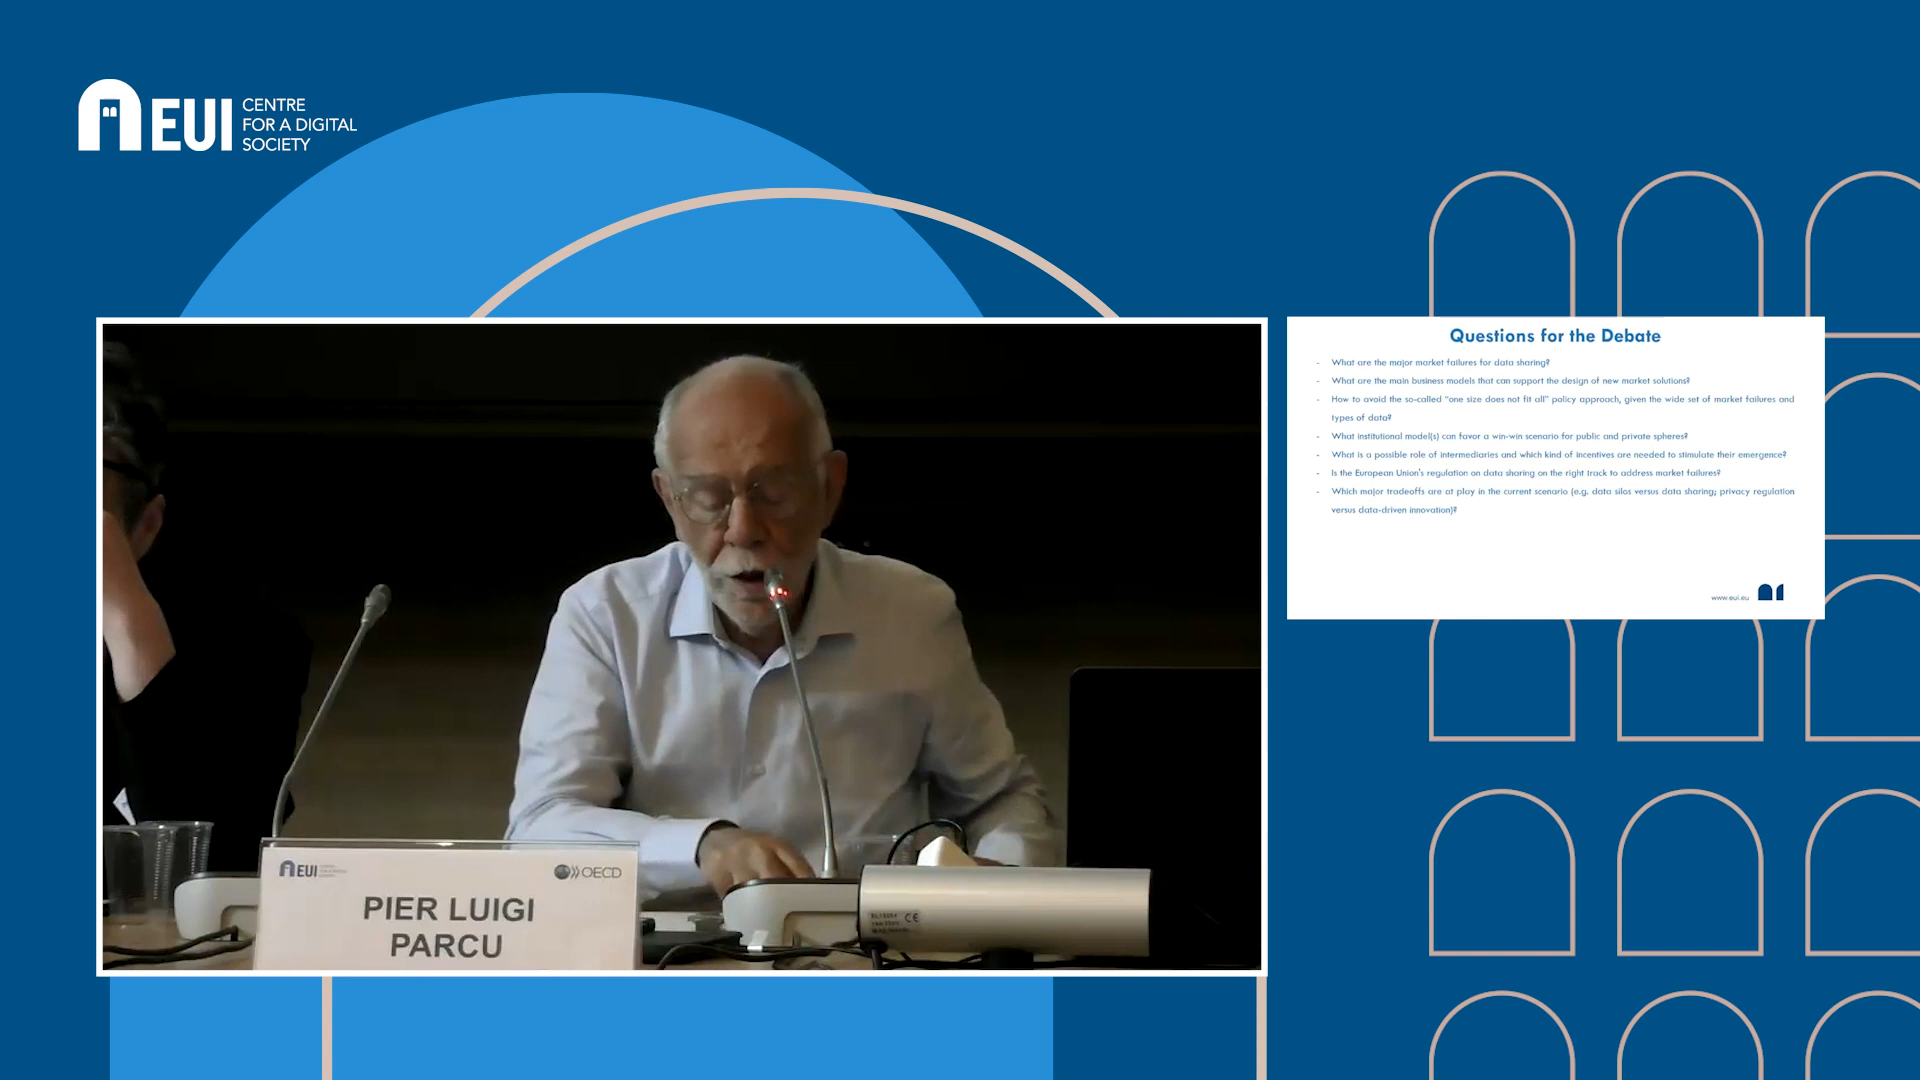 EUI
CENTRE
FOR A DIGITAL
SOCIETY
Questions for the Debate
- What are the major market failures for data sharing?
- What are the main business models that can support the design of new market solutions?
- How to avoid the so-called "one size does not fit all" policy approach, given the wide set of market failures and
types of data?
- What institutional model(s) can favor a win-win scenario for public and private spheres?
- What is a possible role of intermediaries and which kind of incentives are needed to stimulate their emergence?
- Is the European Union's regulation on data sharing on the right track to address market failures?
- Which major tradeoffs are at play in the current scenario (e.g. data silos versus data sharing; privacy regulation
versus data-driven innovation)?
www.eui.eu
EUI
OECD
PIER LUIGI
PARCU
CE